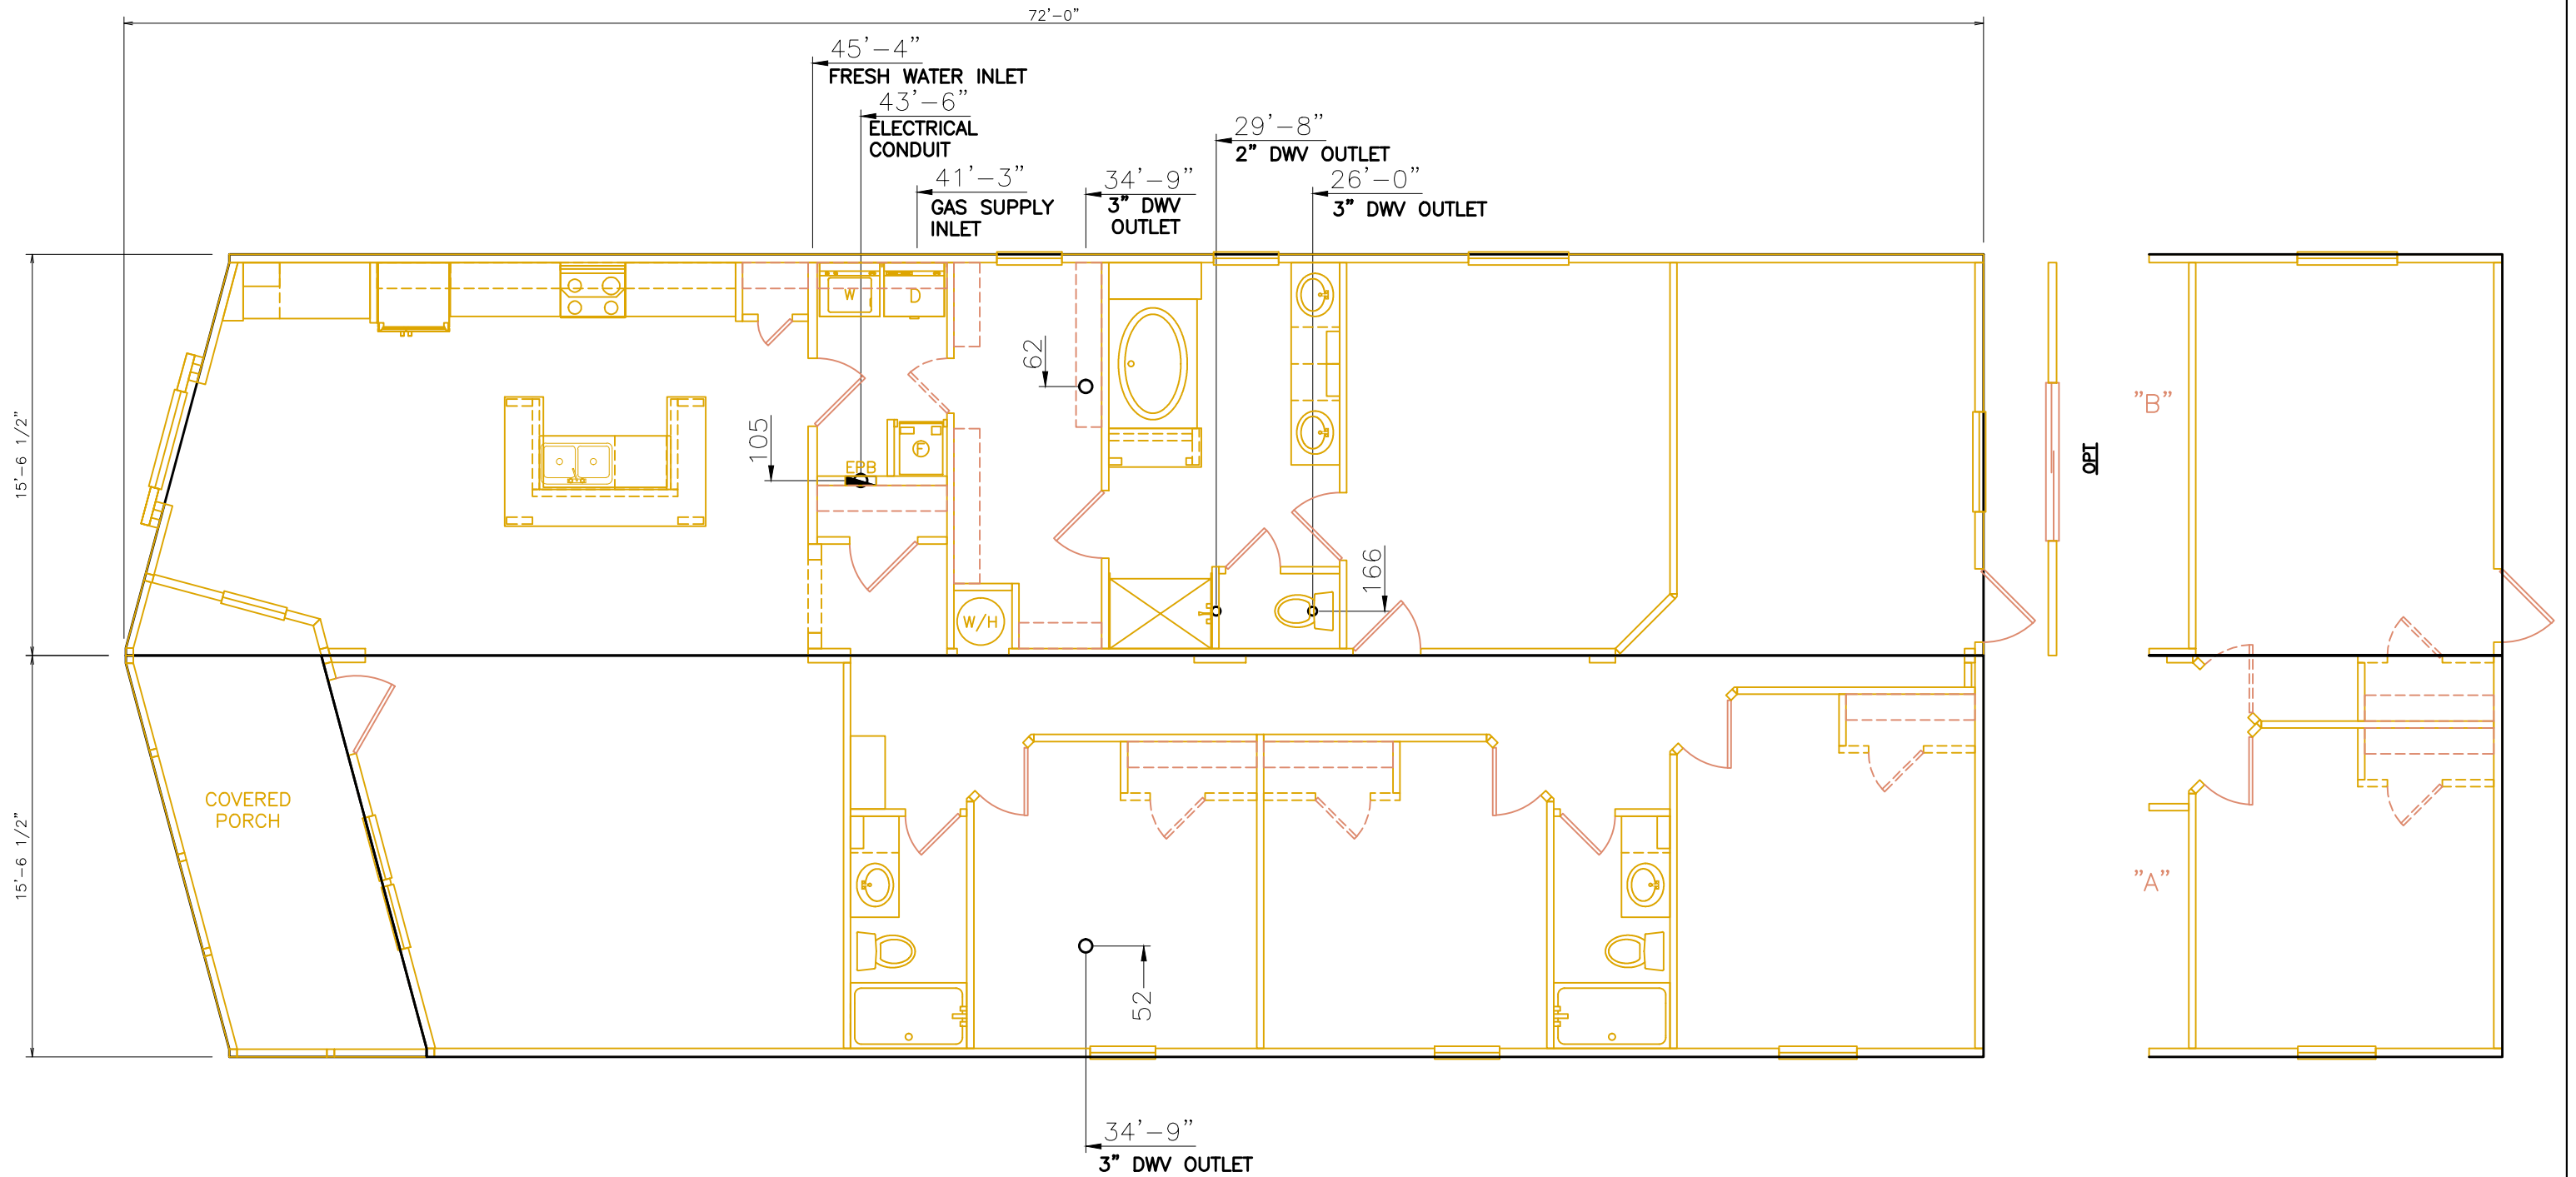 72'-0"
45'-4"
FRESH WATER INLET
43'-6"
ELECTRICAL
CONDUIT
29'-8"
2" DWV OUTLET
41'-3"
GAS SUPPLY
INLET
34'-9"
3" DWV
OUTLET
26'-0"
3" DWV OUTLET
W
D
62
"B"
15'-6 1/2"
105
F
EPB
OPT
166
W/H
COVERED
PORCH
15'-6 1/2"
"A"
52
34'-9"
3" DWV OUTLET